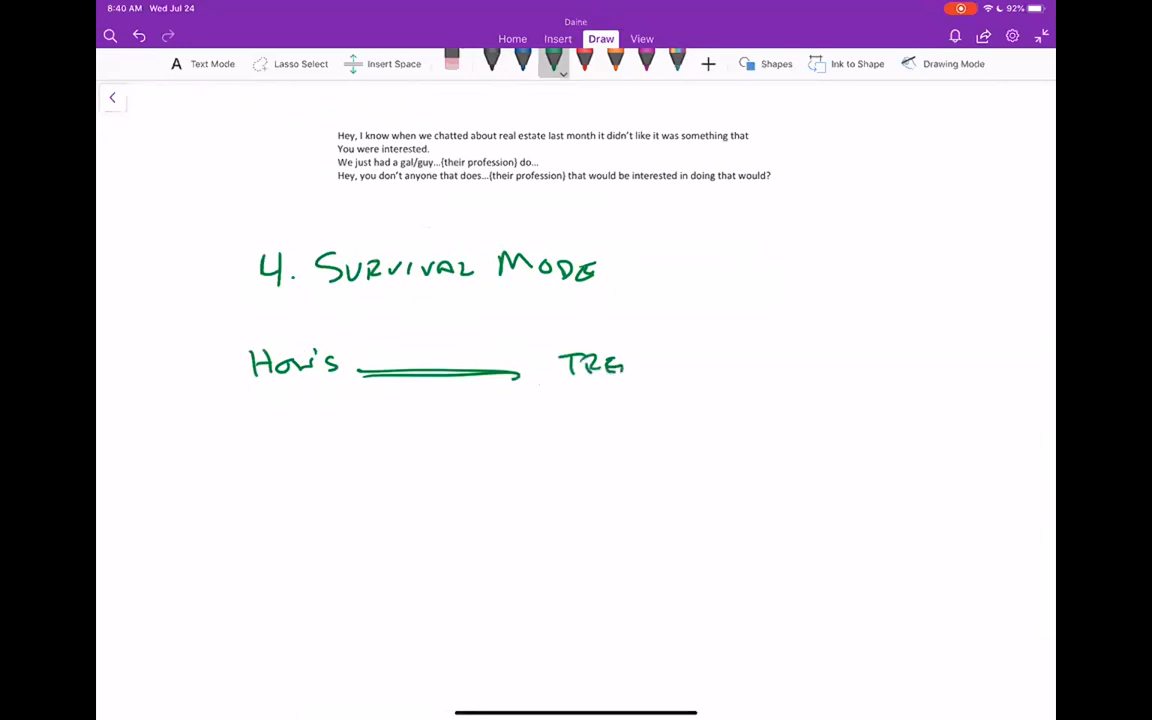 8:40 AM Wed Jul 24
92%
Daine
Home Insert Draw View
Text Mode Lasso Select Insert Space Shapes Ink to Shape Drawing Mode
Hey, I know when we chatted about real estate last month it didn't like it was something that
You were interested.
We just had a gal/guy...{their profession} do...
Hey, you don't anyone that does...{their profession} that would be interested in doing that would?
4. SURVIVAL MODE
How's TRE